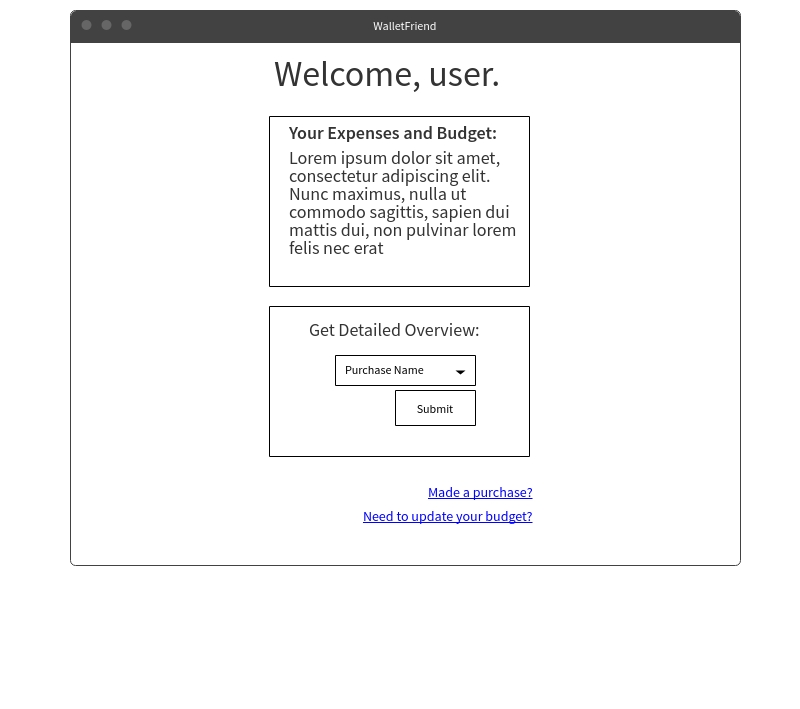 WalletFriend
Welcome, user.
Your Expenses and Budget:
Lorem ipsum dolor sit amet,
consectetur adipiscing elit.
Nunc maximus, nulla ut
commodo sagittis, sapien dui
mattis dui, non pulvinar lorem
felis nec erat
Get Detailed Overview:
Purchase Name
Submit
Made a purchase?
Need to update your budget?